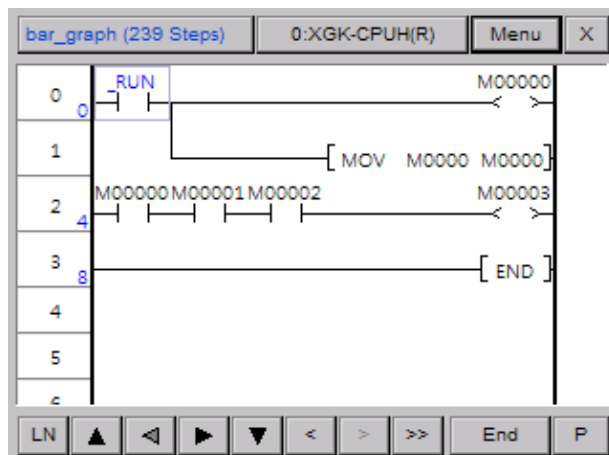 bar_graph (239 Steps) 0:XGK-CPUH(R) Menu X
0 0 _RUN M00000
1 MOV M0000 M0000
2 4 M00000 M00001 M00002 M00003
3 8 END
4
5
LN < > >> End P